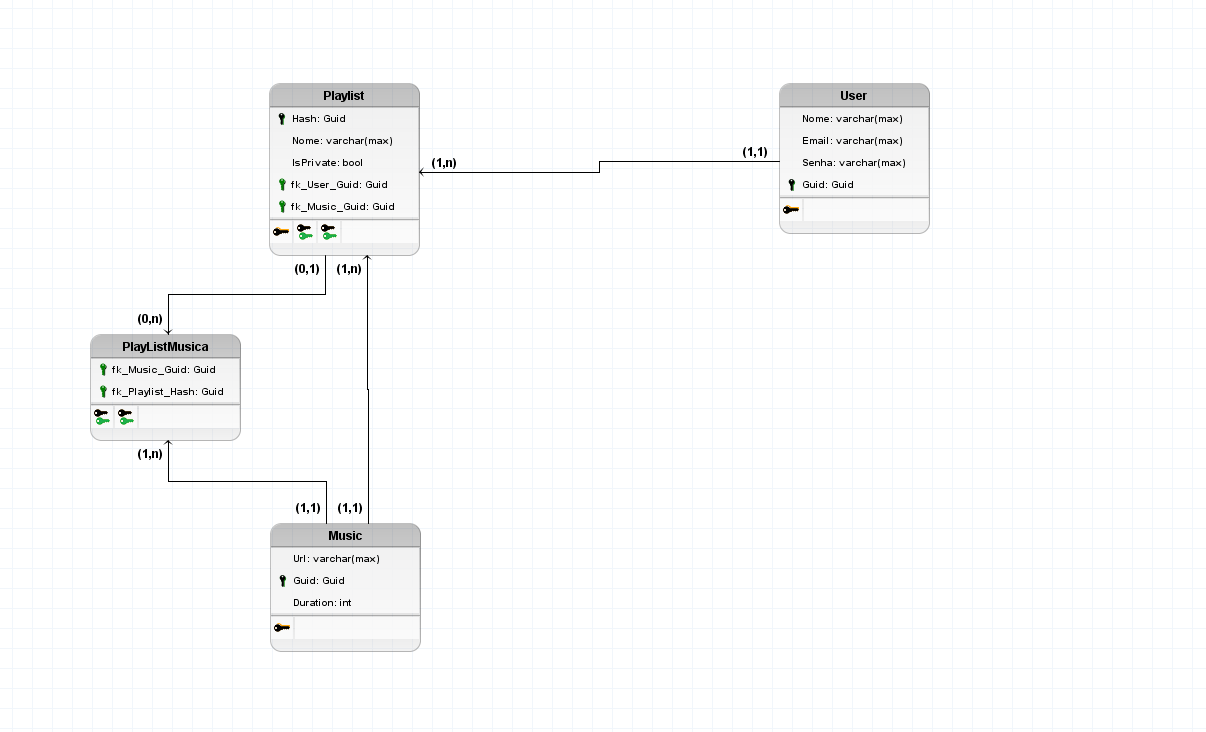 Playlist
Hash: Guid
Nome: varchar(max)
IsPrivate: bool
fk_User_Guid: Guid
fk_Music_Guid: Guid
User
Nome: varchar(max)
Email: varchar(max)
Senha: varchar(max)
Guid: Guid
(1,n)
(1,1)
(0,1)
(1,n)
(0,n)
PlayListMusica
fk_Music_Guid: Guid
fk_Playlist_Hash: Guid
(1,n)
(1,1)
(1,1)
Music
Url: varchar(max)
Guid: Guid
Duration: int